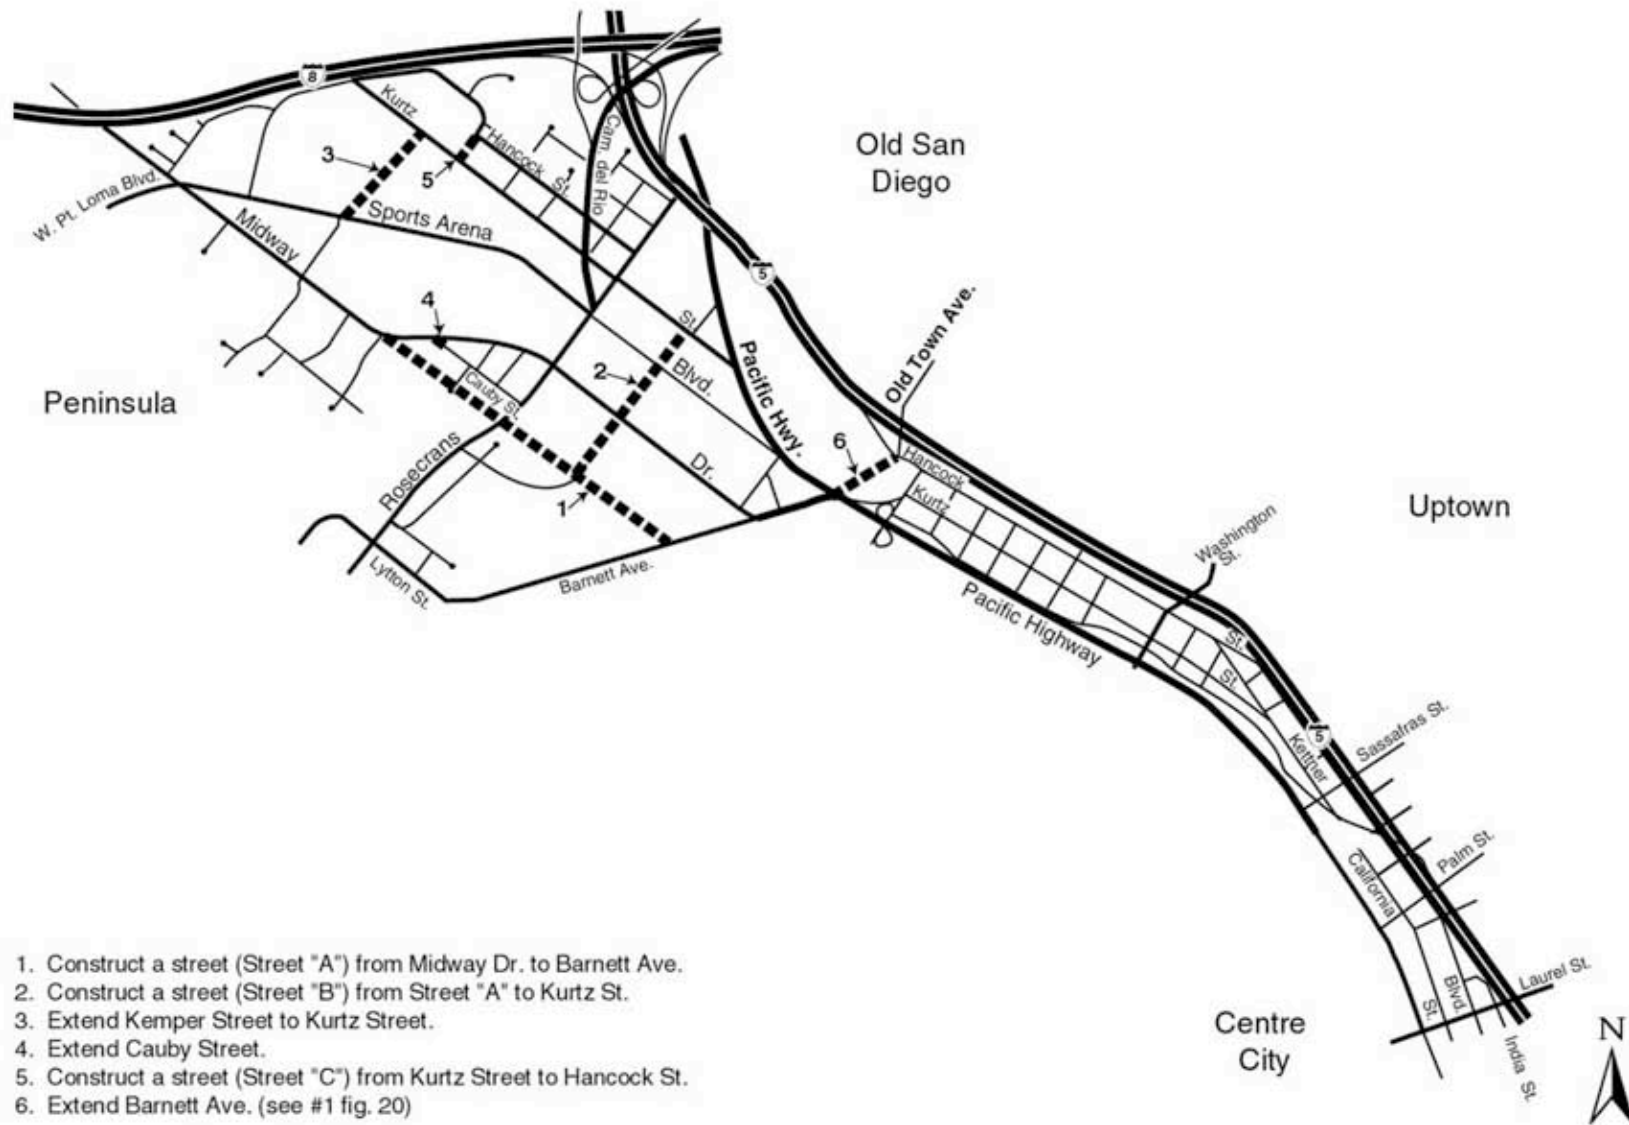 8
Kurtz
3
5
Hancock
St.
Cam. del Rio
Old San
Diego
W. Pt. Loma Blvd.
Midway
Sports Arena
5
4
St.
Old Town Ave.
Pacific Hwy.
2
Blvd.
Peninsula
Cauby St.
6
Hancock
Rosecrans
Dr.
Kurtz
1
Uptown
Washington
St.
Lytton St.
Barnett Ave.
Pacific Highway
St.
St.
5
Sassafras St.
Kettner
Palm St.
California
Laurel St.
St.
Blvd.
Centre
City
India St.
N
1. Construct a street (Street "A") from Midway Dr. to Barnett Ave.
2. Construct a street (Street "B") from Street "A" to Kurtz St.
3. Extend Kemper Street to Kurtz Street.
4. Extend Cauby Street.
5. Construct a street (Street "C") from Kurtz Street to Hancock St.
6. Extend Barnett Ave. (see #1 fig. 20)